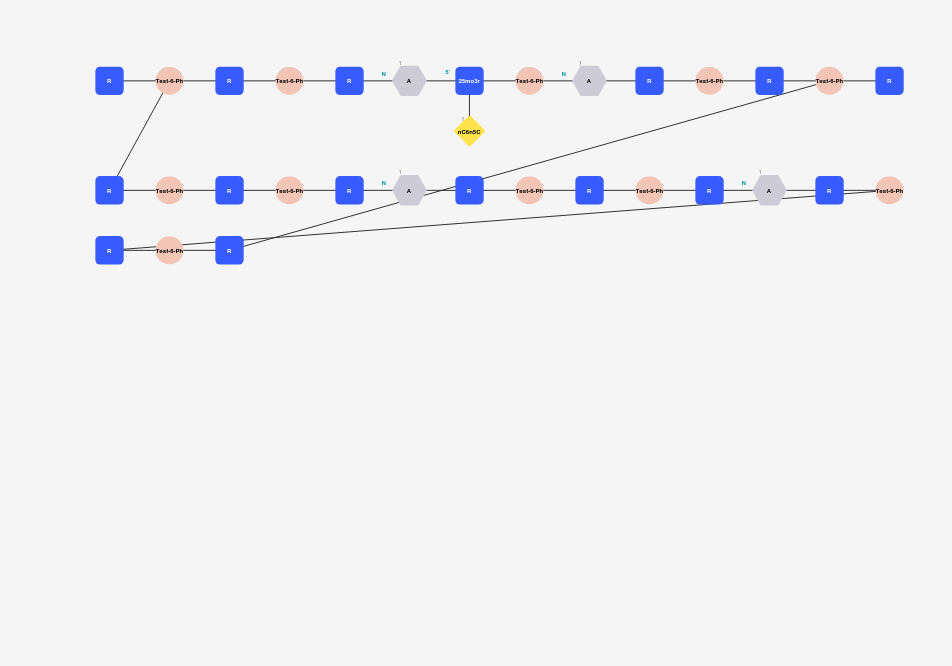 1 1
N 5' N
R Test-6-Ph R Test-6-Ph R A 25mo3r Test-6-Ph A R Test-6-Ph R Test-6-Ph R
1
nC6n5C
1 1
N N
R Test-6-Ph R Test-6-Ph R A R Test-6-Ph R Test-6-Ph R A R Test-6-Ph
R Test-6-Ph R